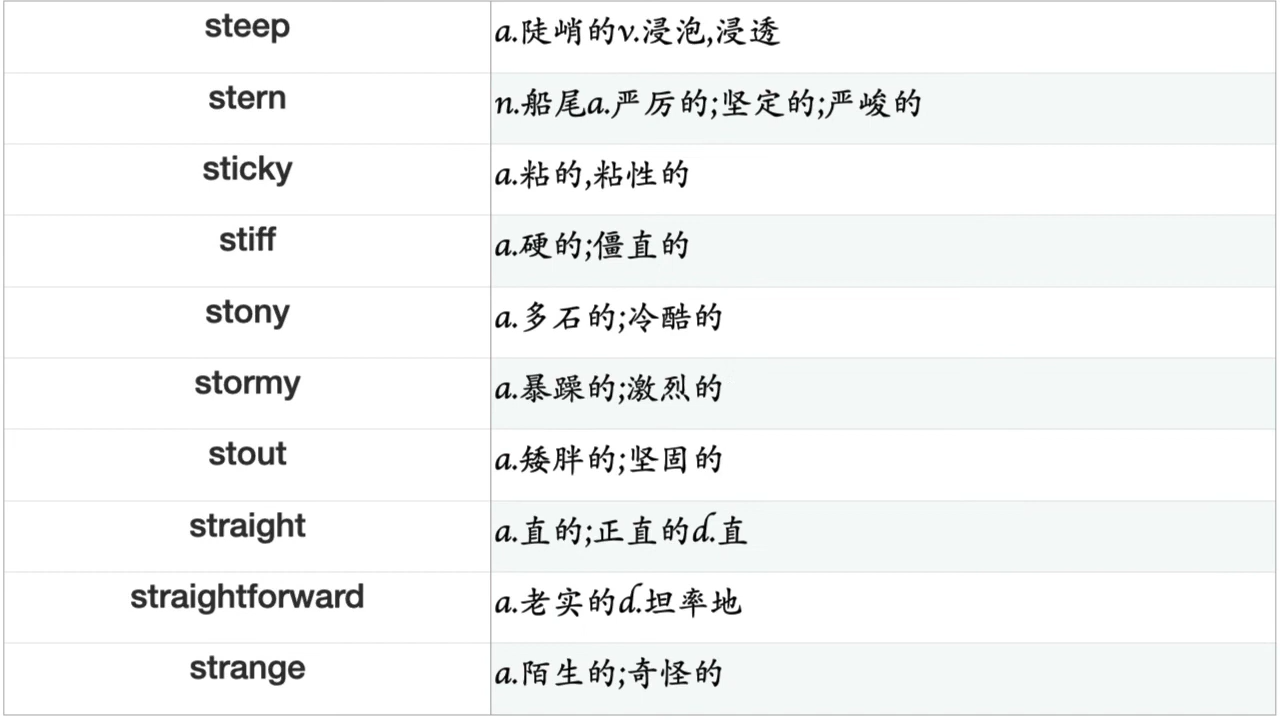 steep a.陡峭的v.浸泡,浸透
stern n.船尾a.严厉的;坚定的;严峻的
sticky a.粘的,粘性的
stiff a.硬的;僵直的
stony a.多石的;冷酷的
stormy a.暴躁的;激烈的
stout a.矮胖的;坚固的
straight a.直的;正直的d.直
straightforward a.老实的d.坦率地
strange a.陌生的;奇怪的